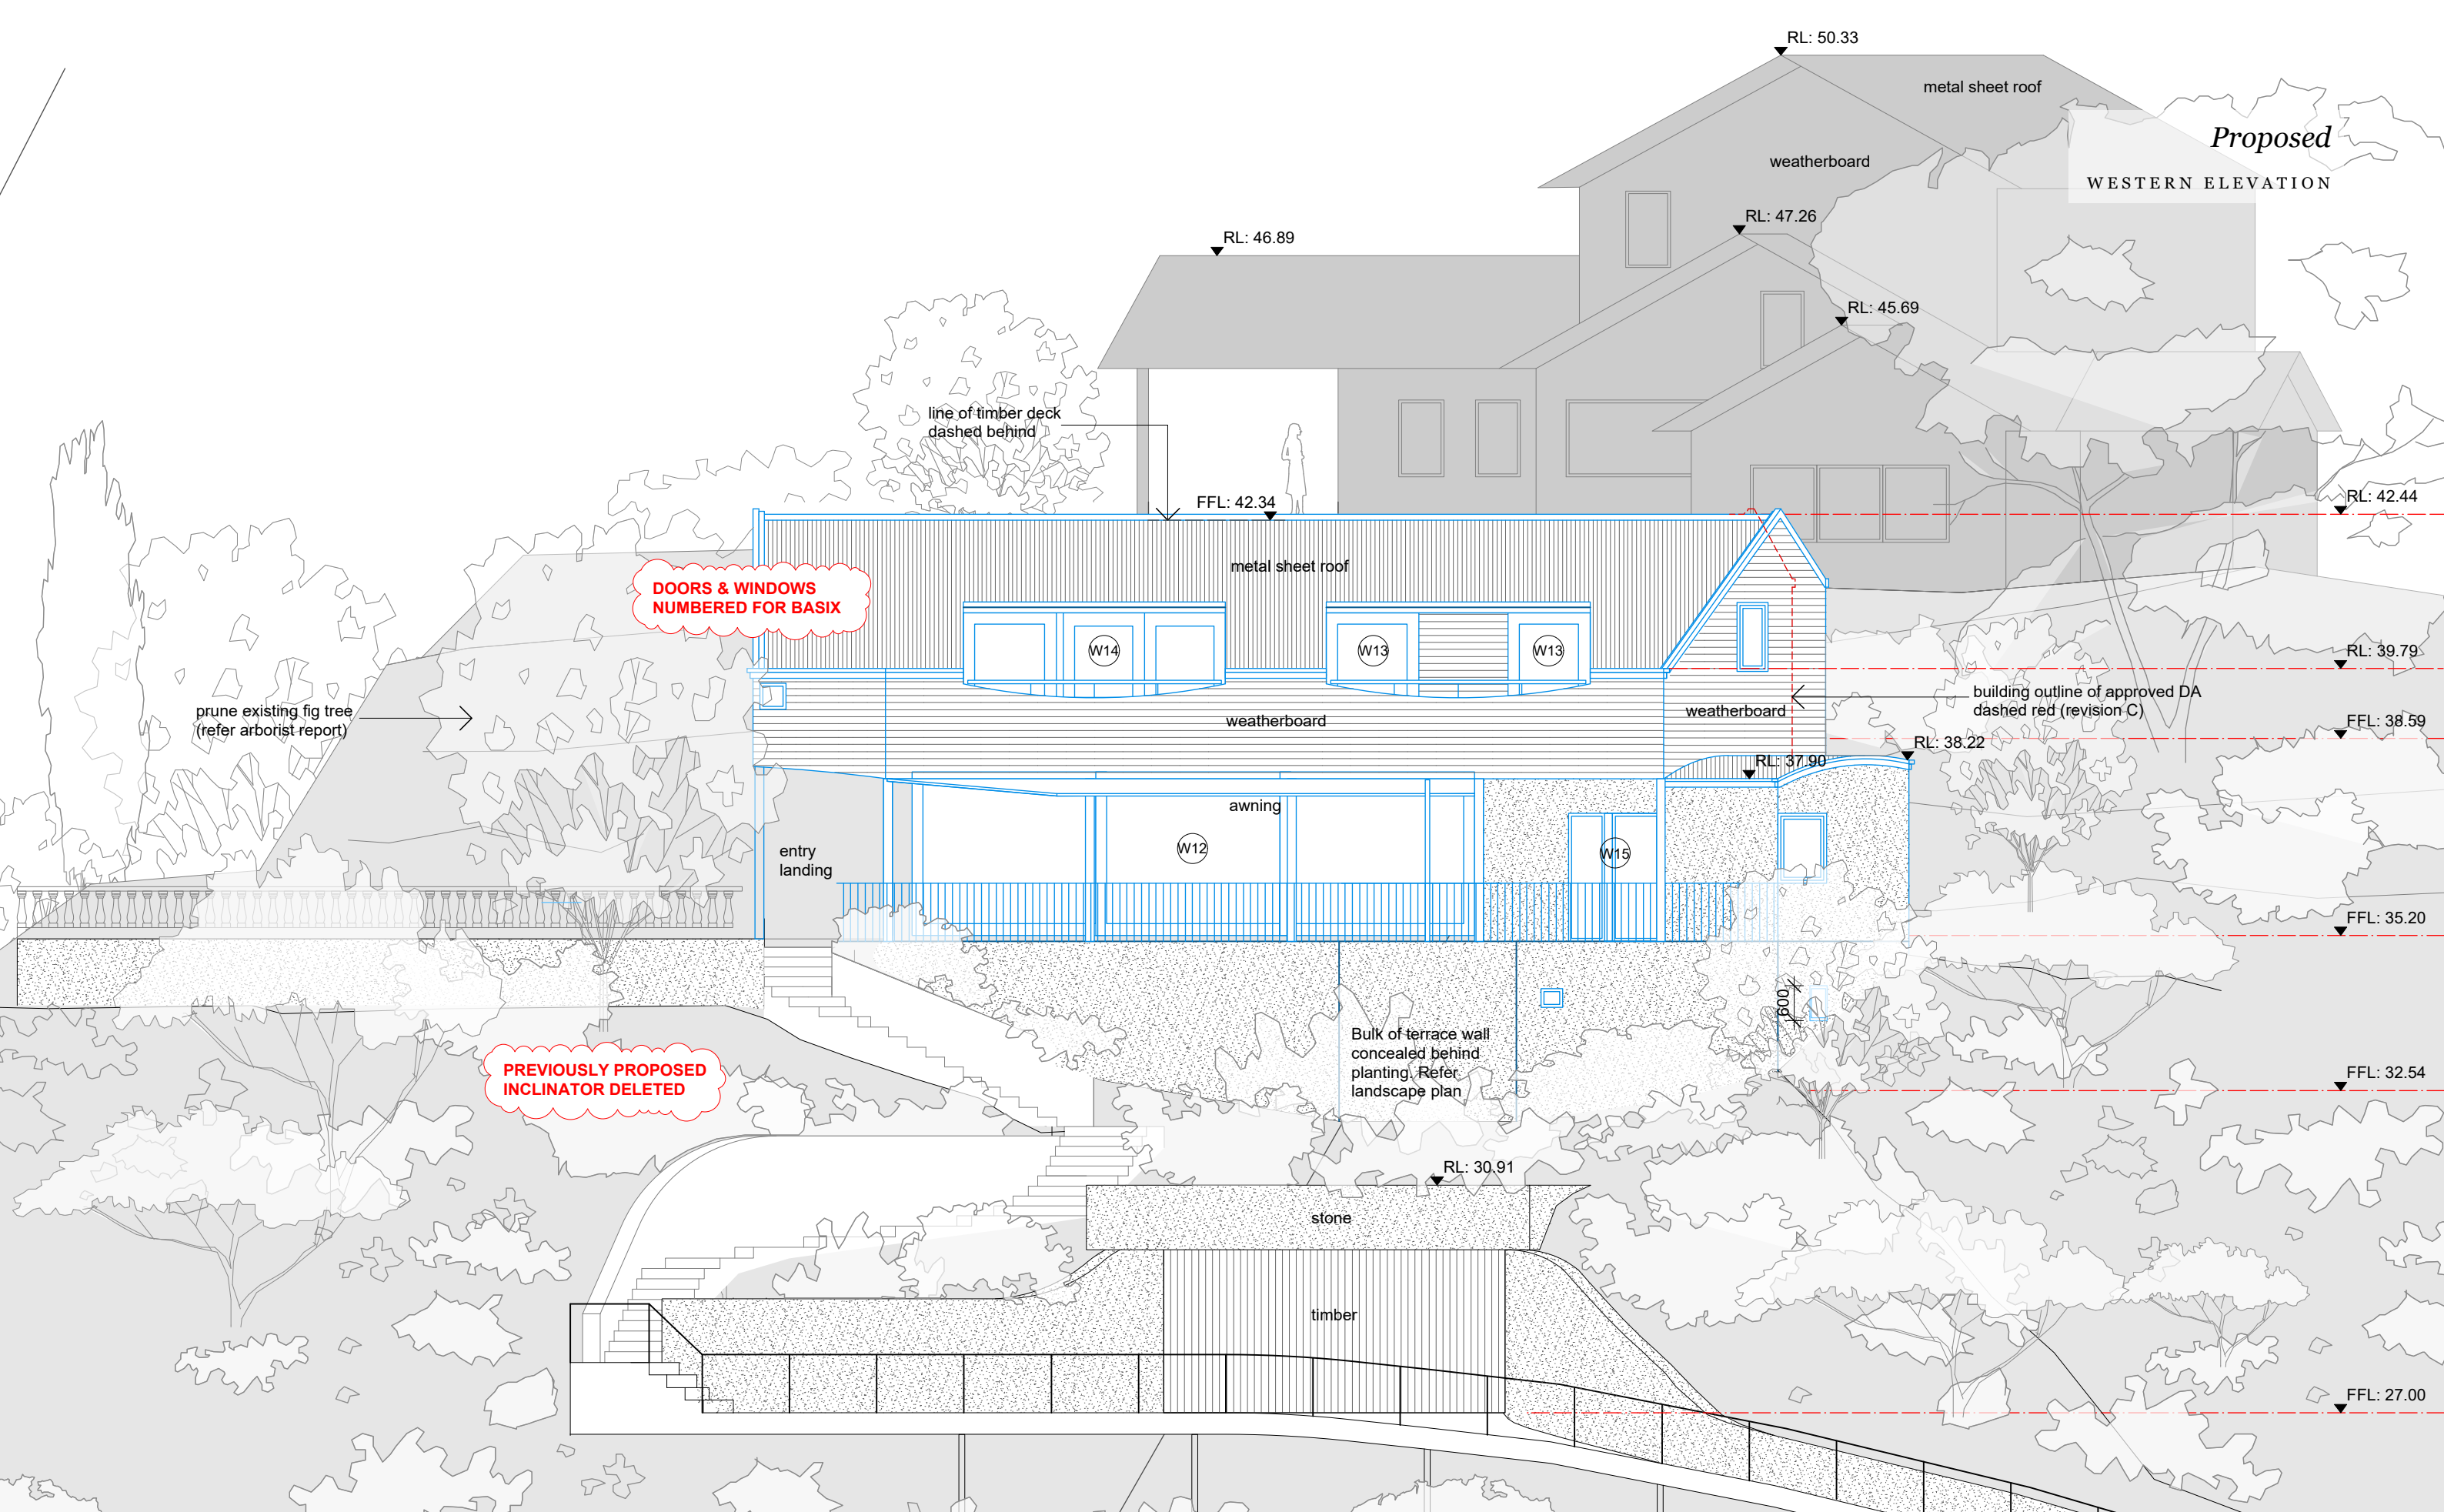 RL: 50.33
metal sheet roof
Proposed
weatherboard
WESTERN ELEVATION
RL: 47.26
RL: 46.89
RL: 45.69
line of timber deck
dashed behind
FFL: 42.34
RL: 42.44
metal sheet roof
DOORS & WINDOWS
NUMBERED FOR BASIX
W14
W13
W13
RL: 39.79
building outline of approved DA
dashed red (revision C)
prune existing fig tree
(refer arborist report)
weatherboard
weatherboard
FFL: 38.59
RL: 38.22
RL: 37.90
awning
W12
W15
entry
landing
FFL: 35.20
600
Bulk of terrace wall
concealed behind
planting. Refer
landscape plan
PREVIOUSLY PROPOSED
INCLINATOR DELETED
FFL: 32.54
RL: 30.91
stone
timber
FFL: 27.00